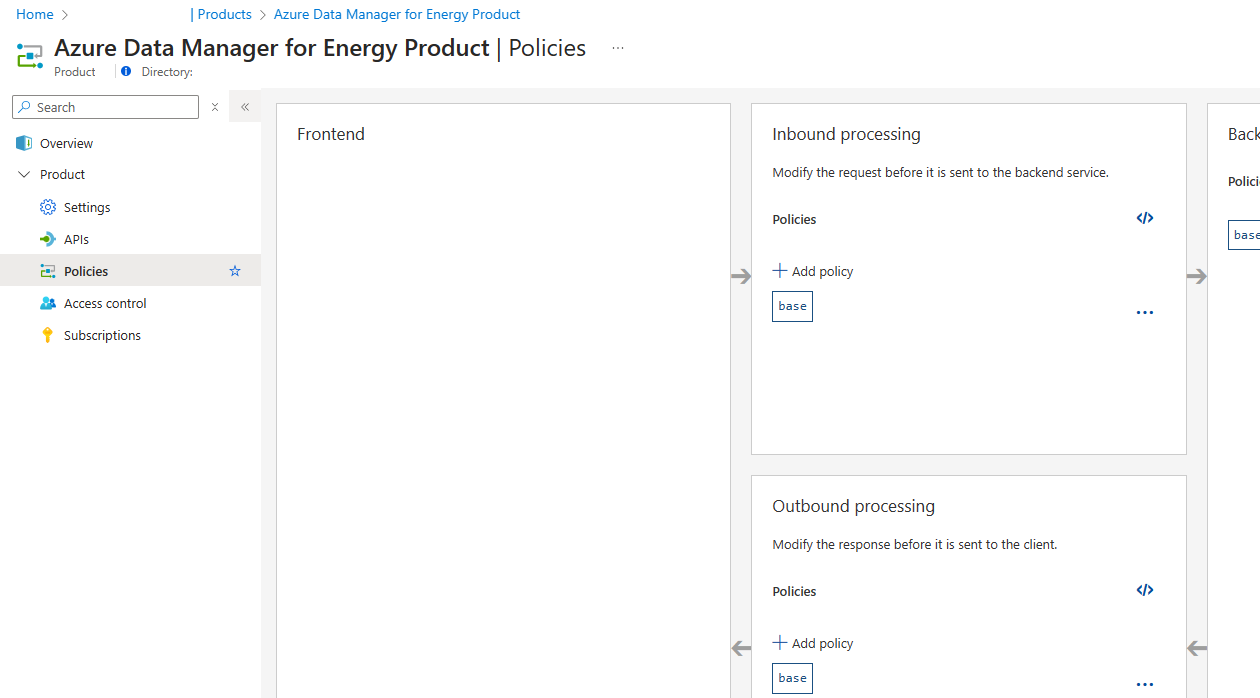 Home > | Products > Azure Data Manager for Energy Product
Azure Data Manager for Energy Product | Policies ...
Product Directory:
Search
Overview
Product
Settings
APIs
Policies
Access control
Subscriptions
Frontend
Inbound processing
Modify the request before it is sent to the backend service.
Policies </>
+ Add policy
base
...
Outbound processing
Modify the response before it is sent to the client.
Policies </>
+ Add policy
base
...
Back
Polici
base